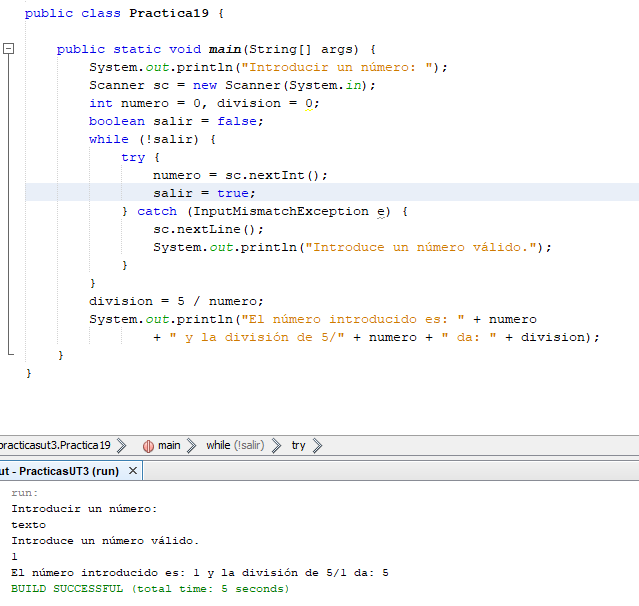 public class Practica19 {
public static void main(String[] args) {
System.out.println("Introducir un número: ");
Scanner sc = new Scanner(System.in);
int numero = 0, division = 0;
boolean salir = false;
while (!salir) {
try {
numero = sc.nextInt();
salir = true;
} catch (InputMismatchException e) {
sc.nextLine();
System.out.println("Introduce un número válido.");
}
}
division = 5 / numero;
System.out.println("El número introducido es: " + numero
+ " y la división de 5/" + numero + " da: " + division);
}
}
practicasut3.Practica19 main while (!salir) try
ut - PracticasUT3 (run) ×
run:
Introducir un número:
texto
Introduce un número válido.
1
El número introducido es: 1 y la división de 5/1 da: 5
BUILD SUCCESSFUL (total time: 5 seconds)